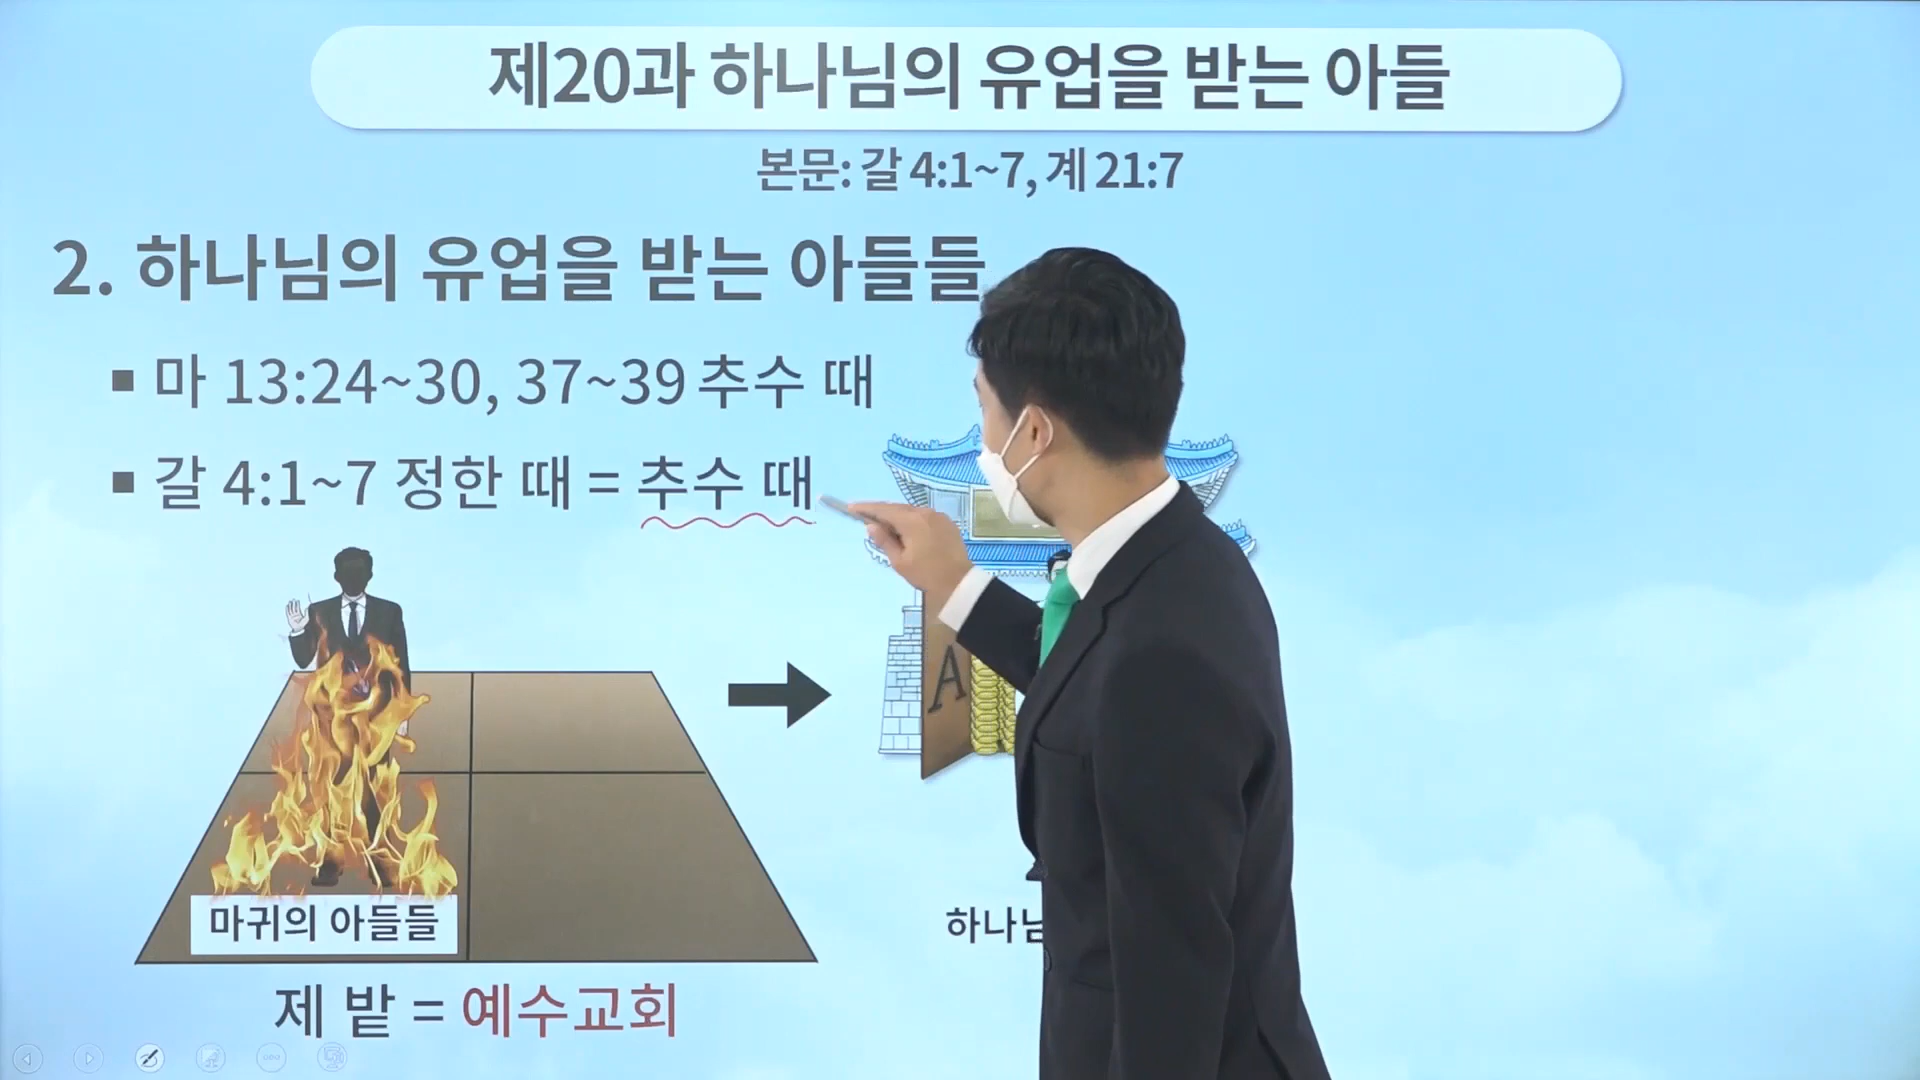 제20과 하나님의 유업을 받는 아들
본문: 갈 4:1~7, 계 21:7
2. 하나님의 유업을 받는 아들들
▪ 마 13:24~30, 37~39 추수 때
▪ 갈 4:1~7 정한 때 = 추수 때
A
마귀의 아들들
제 밭 = 예수교회